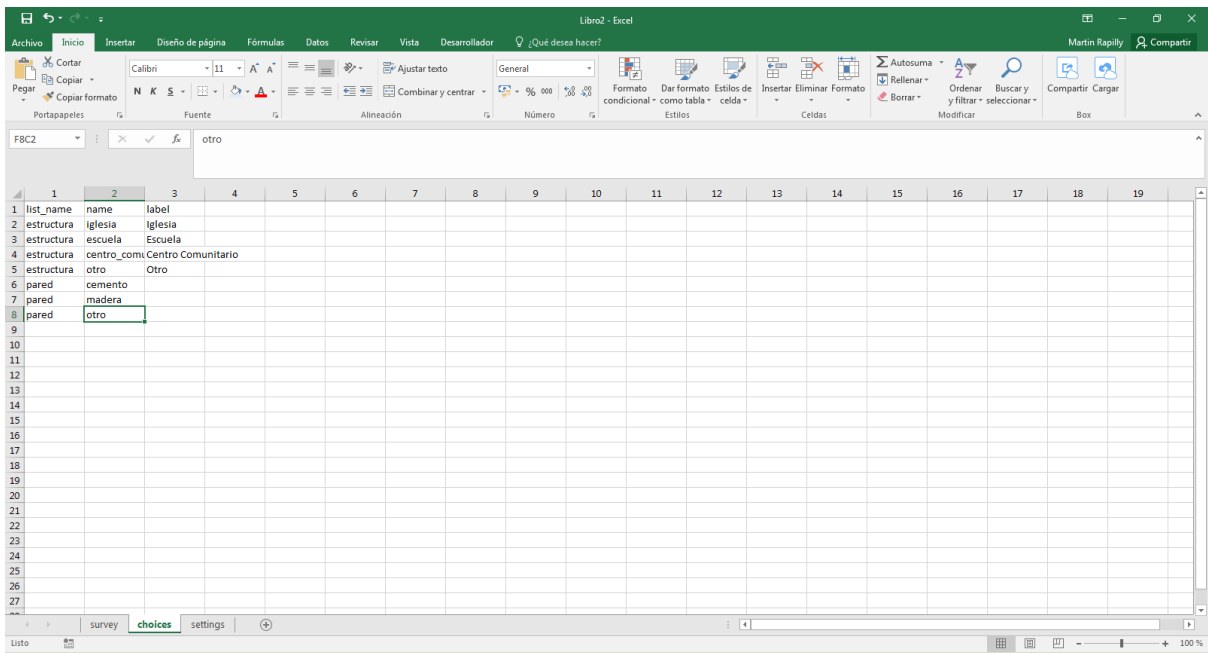 Libro2 - Excel
Archivo Inicio Insertar Diseño de página Fórmulas Datos Revisar Vista Desarrollador ¿Qué desea hacer? Martin Rapilly Compartir
Cortar Calibri 11 A A Ajustar texto General Autosuma
Copiar Rellenar
Pegar Copiar formato N K S A Combinar y centrar % 000 Formato condicional Dar formato como tabla Estilos de celda Insertar Eliminar Formato Borrar Ordenar y filtrar Buscar y seleccionar Compartir Cargar
Portapapeles Fuente Alineación Número Estilos Celdas Modificar Box
F8C2 fx otro
1 2 3 4 5 6 7 8 9 10 11 12 13 14 15 16 17 18 19
1 list_name name label
2 estructura iglesia Iglesia
3 estructura escuela Escuela
4 estructura centro_comu Centro Comunitario
5 estructura otro Otro
6 pared cemento
7 pared madera
8 pared otro
9
10
11
12
13
14
15
16
17
18
19
20
21
22
23
24
25
26
27
survey choices settings
Listo 100 %